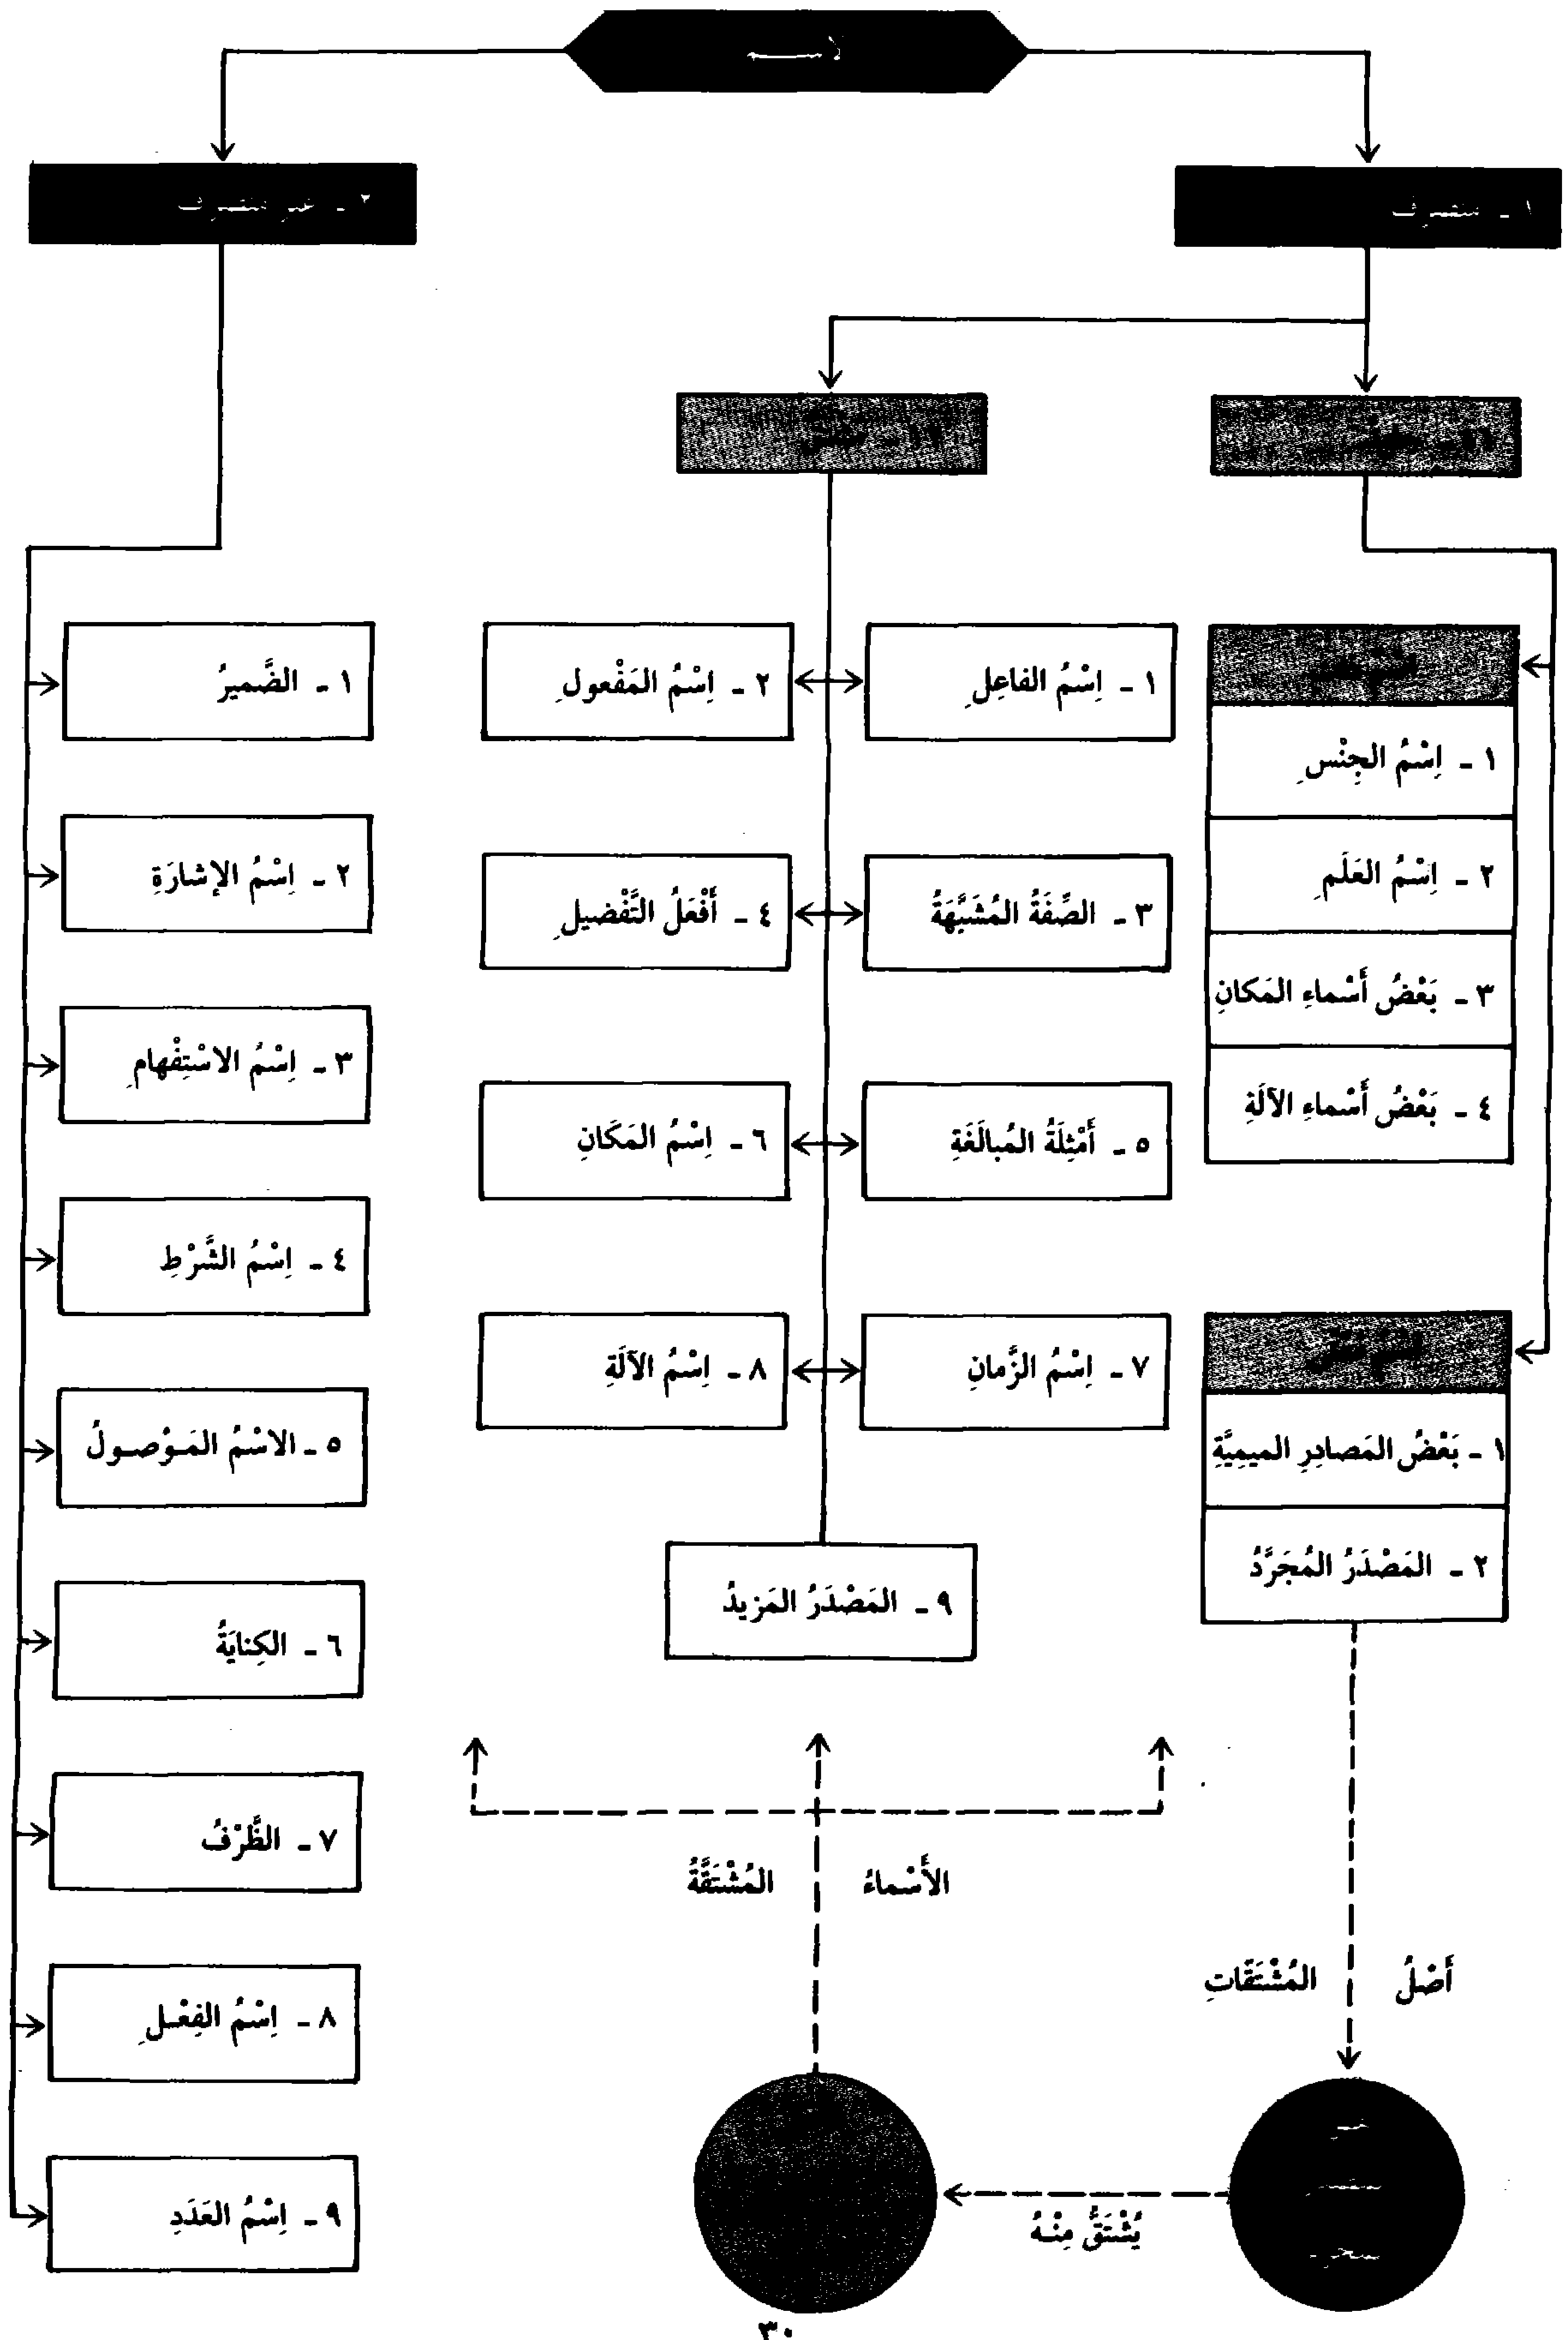 ١ - إِسْمُ الفاعِلِ
٢ - إِسْمُ المَفْعولِ
٣ - الصِّفَةُ المُشَبَّهَةُ
٤ - أَفْعَلُ التَّفْضيلِ
٥ - أَمْثِلَةُ المُبالَغَةِ
٦ - إِسْمُ المَكَانِ
٧ - إِسْمُ الزَّمانِ
٨ - إِسْمُ الآلَةِ
٩ - المَصْدَرُ المَزيدُ
١ - إِسْمُ الجِنْسِ
٢ - إِسْمُ العَلَمِ
٣ - بَعْضُ أَسْماءِ المَكانِ
٤ - بَعْضُ أَسْماءِ الآلَةِ
١ - بَعْضُ المَصادِرِ الميمِيَّةِ
٢ - المَصْدَرُ المُجَرَّدُ
أَصْلُ المُشْتَقَّاتِ
يُشْتَقُّ مِنْهُ
الأَسْماءُ المُشْتَقَّةُ
١ - الضَّميرُ
٢ - إِسْمُ الإشارَةِ
٣ - إِسْمُ الاسْتِفْهامِ
٤ - إِسْمُ الشَّرْطِ
٥ - الاسْمُ المَوْصولُ
٦ - الكِنايَةُ
٧ - الظَّرْفُ
٨ - إِسْمُ الفِعْلِ
٩ - إِسْمُ العَدَدِ
٣٠